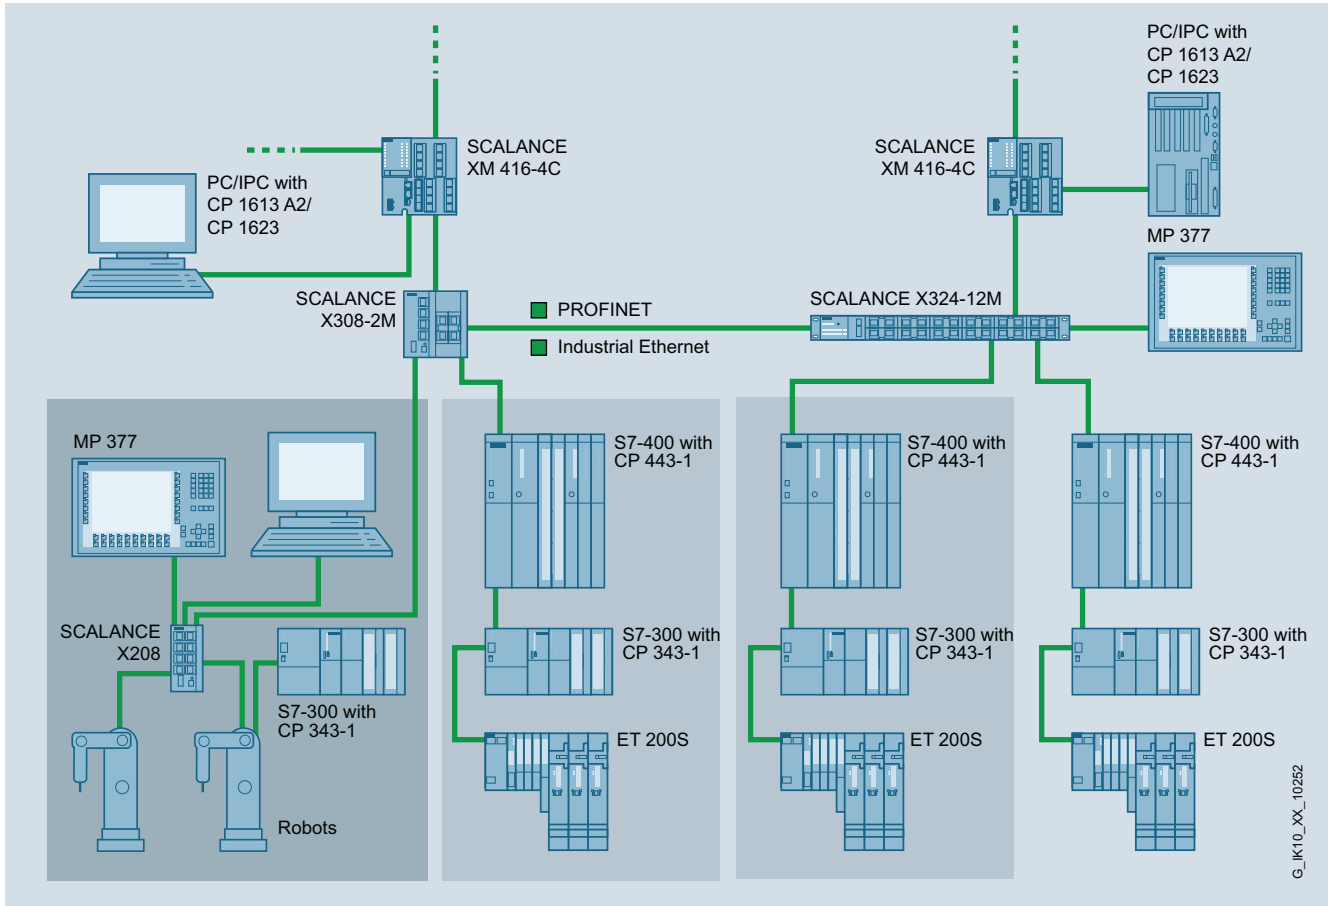 PC/IPC with
CP 1613 A2/
CP 1623
SCALANCE
XM 416-4C
SCALANCE
XM 416-4C
PC/IPC with
CP 1613 A2/
CP 1623
MP 377
SCALANCE
X308-2M
PROFINET
Industrial Ethernet
SCALANCE X324-12M
MP 377
S7-400 with
CP 443-1
S7-400 with
CP 443-1
S7-400 with
CP 443-1
SCALANCE
X208
S7-300 with
CP 343-1
S7-300 with
CP 343-1
S7-300 with
CP 343-1
S7-300 with
CP 343-1
ET 200S
ET 200S
ET 200S
Robots
G_IK10_XX_10252